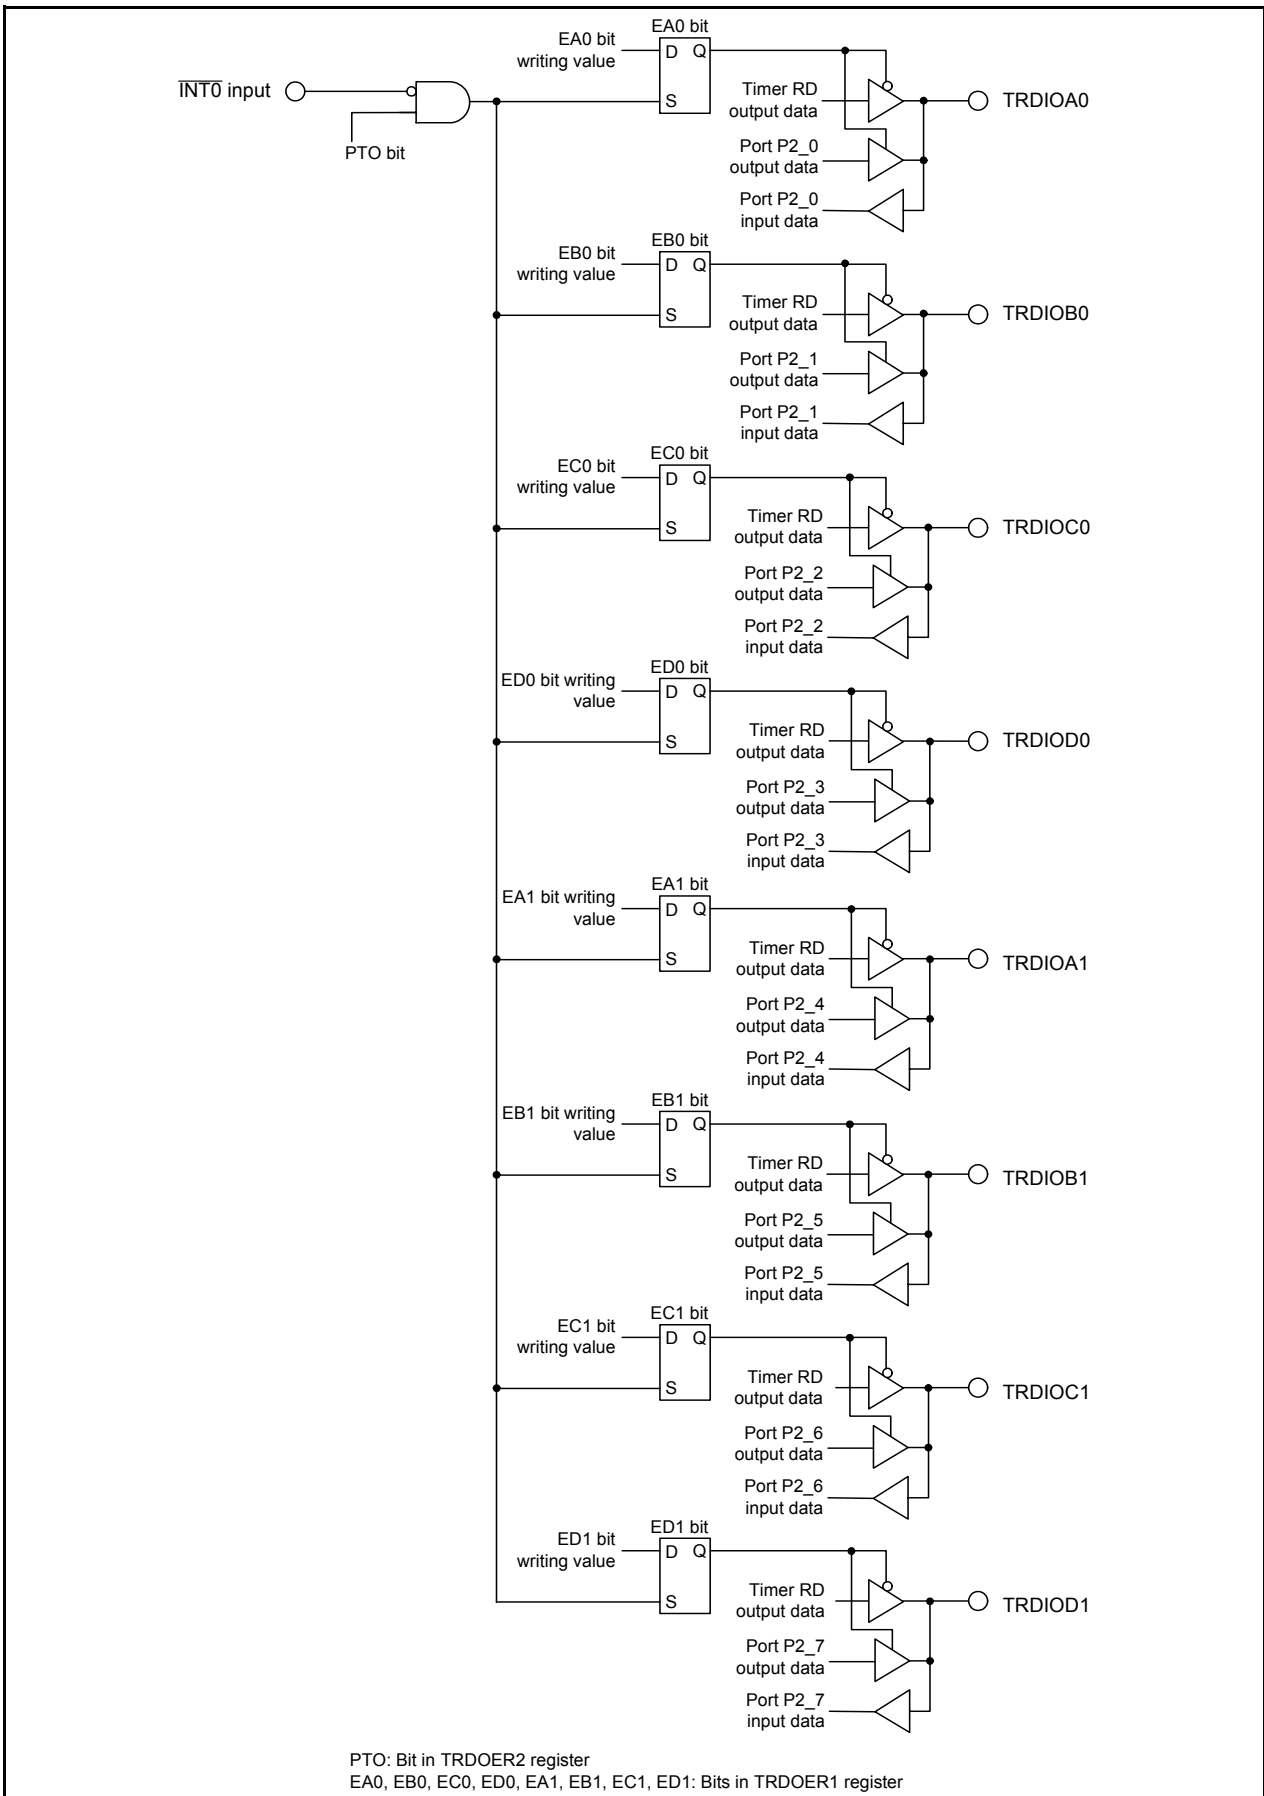 INT0 input
PTO bit
EA0 bit
EA0 bit
writing value
D Q
S
Timer RD
output data
TRDIOA0
Port P2_0
output data
Port P2_0
input data
EB0 bit
EB0 bit
writing value
D Q
S
Timer RD
output data
TRDIOB0
Port P2_1
output data
Port P2_1
input data
EC0 bit
EC0 bit
writing value
D Q
S
Timer RD
output data
TRDIOC0
Port P2_2
output data
Port P2_2
input data
ED0 bit
ED0 bit writing
value
D Q
S
Timer RD
output data
TRDIOD0
Port P2_3
output data
Port P2_3
input data
EA1 bit
EA1 bit writing
value
D Q
S
Timer RD
output data
TRDIOA1
Port P2_4
output data
Port P2_4
input data
EB1 bit
EB1 bit writing
value
D Q
S
Timer RD
output data
TRDIOB1
Port P2_5
output data
Port P2_5
input data
EC1 bit
EC1 bit
writing value
D Q
S
Timer RD
output data
TRDIOC1
Port P2_6
output data
Port P2_6
input data
ED1 bit
ED1 bit
writing value
D Q
S
Timer RD
output data
TRDIOD1
Port P2_7
output data
Port P2_7
input data
PTO: Bit in TRDOER2 register
EA0, EB0, EC0, ED0, EA1, EB1, EC1, ED1: Bits in TRDOER1 register